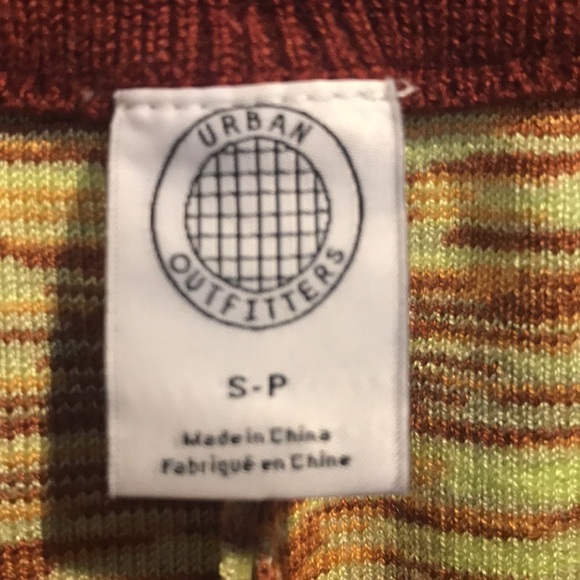 URBAN
OUTFITTERS
S-P
Made in China
Fabriqué en Chine